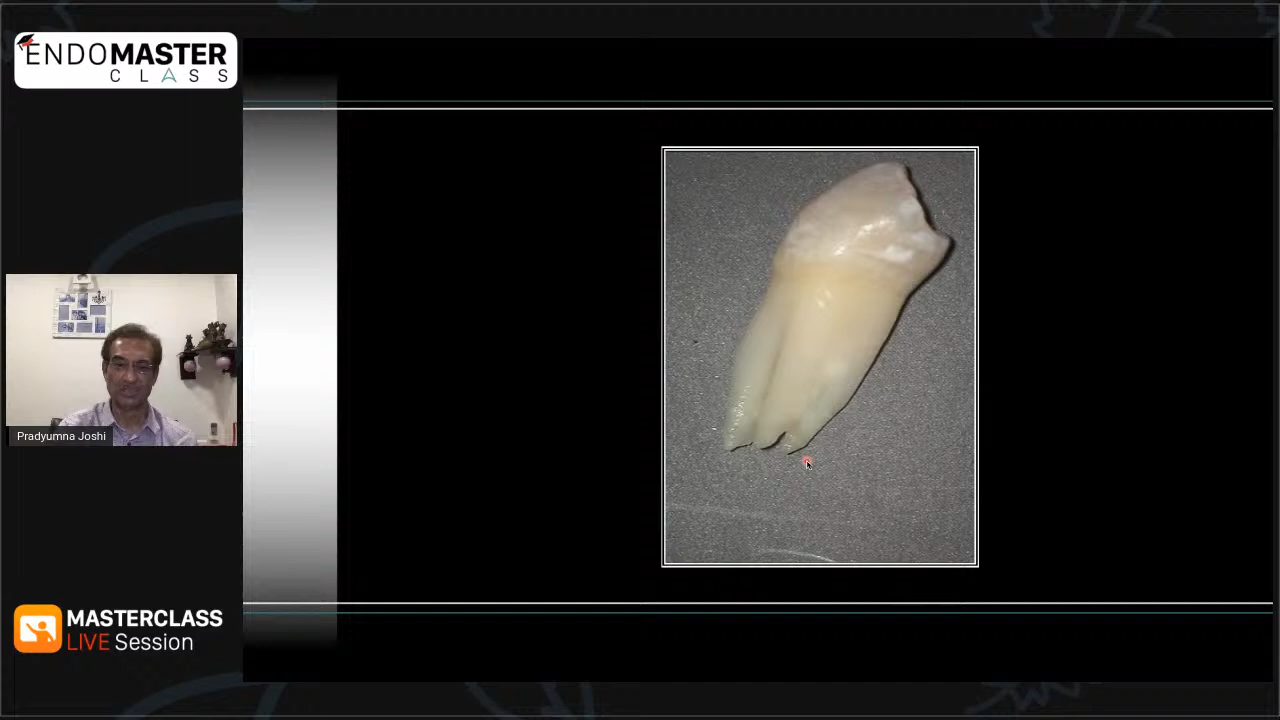 ENDOMASTER
CLASS
Pradyumna Joshi
MASTERCLASS
LIVE Session